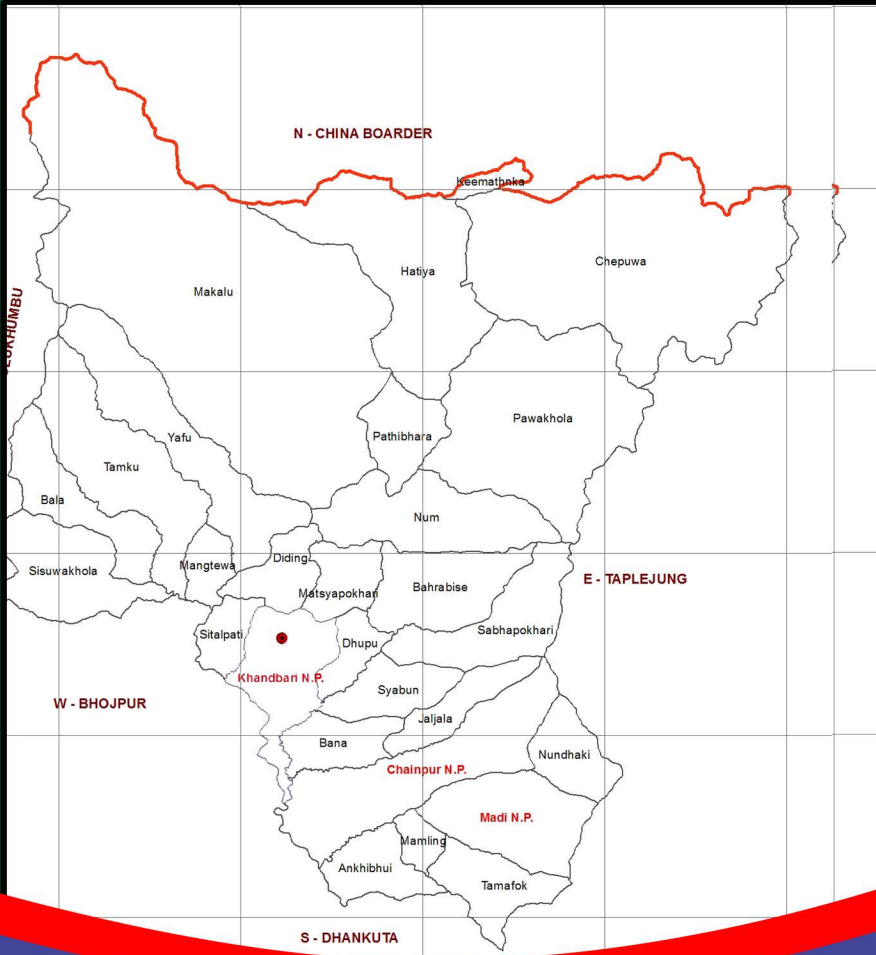 N - CHINA BOARDER
Keemathnka
Chepuwa
Hatiya
Makalu
Pawakhola
Pathibhara
Yafu
Tamku
Bala
Num
Diding
Mangtewa
Sisuwakhola
Bahrabise
E - TAPLEJUNG
Matsyapokhari
Sabhapokhari
Sitalpati
Dhupu
Khandbari N.P.
Syabun
W - BHOJPUR
Jaljala
Bana
Nundhaki
Chainpur N.P.
Madi N.P.
Mamling
Ankhibhui
Tamafok
S - DHANKUTA